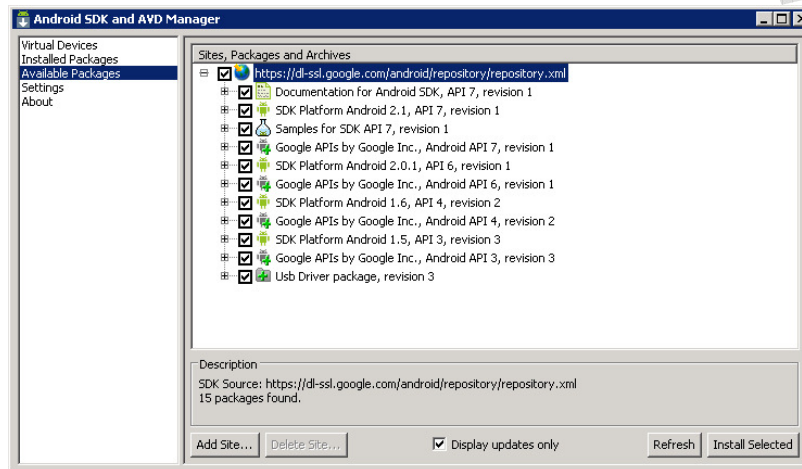 Android SDK and AVD Manager
Virtual Devices
Installed Packages
Available Packages
Settings
About
Sites, Packages and Archives
https://dl-ssl.google.com/android/repository/repository.xml
Documentation for Android SDK, API 7, revision 1
SDK Platform Android 2.1, API 7, revision 1
Samples for SDK API 7, revision 1
Google APIs by Google Inc., Android API 7, revision 1
SDK Platform Android 2.0.1, API 6, revision 1
Google APIs by Google Inc., Android API 6, revision 1
SDK Platform Android 1.6, API 4, revision 2
Google APIs by Google Inc., Android API 4, revision 2
SDK Platform Android 1.5, API 3, revision 3
Google APIs by Google Inc., Android API 3, revision 3
Usb Driver package, revision 3
Description
SDK Source: https://dl-ssl.google.com/android/repository/repository.xml
15 packages found.
Add Site... Delete Site... Display updates only Refresh Install Selected